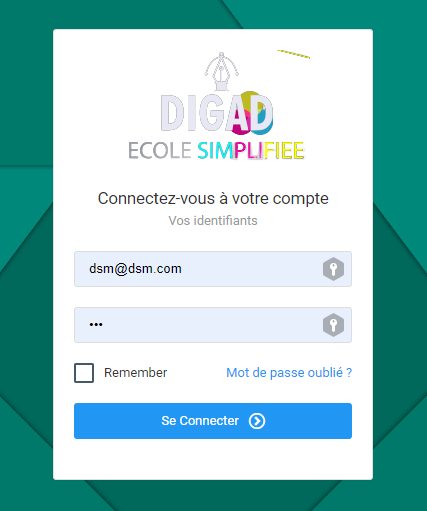 DIGAD
ECOLE SIMPLIFIEE
Connectez-vous à votre compte
Vos identifiants
dsm@dsm.com
•••
Remember
Mot de passe oublié ?
Se Connecter